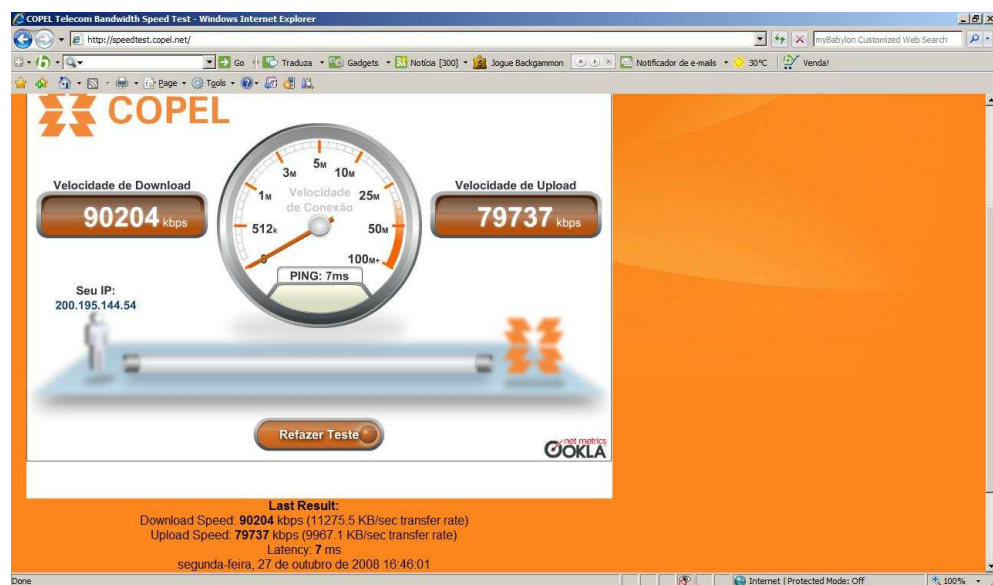 COPEL Telecom Bandwidth Speed Test - Windows Internet Explorer
http://speedtest.copel.net/
myBabylon Customized Web Search
Go
Traduza
Gadgets
Notícia [300]
Jogue Backgammon
Notificador de e-mails
30°C
Venda!
Page
Tools
COPEL
Velocidade de Download
90204 kbps
Velocidade de Upload
79737 kbps
Velocidade de Conexão
0
512k
1M
3M
5M
10M
25M
50M
100M+
PING: 7ms
Seu IP:
200.195.144.54
Refazer Teste
net metrics
OOKLA
Last Result:
Download Speed: 90204 kbps (11275.5 KB/sec transfer rate)
Upload Speed: 79737 kbps (9967.1 KB/sec transfer rate)
Latency: 7 ms
segunda-feira, 27 de outubro de 2008 16:46:01
Done
Internet | Protected Mode: Off
100%